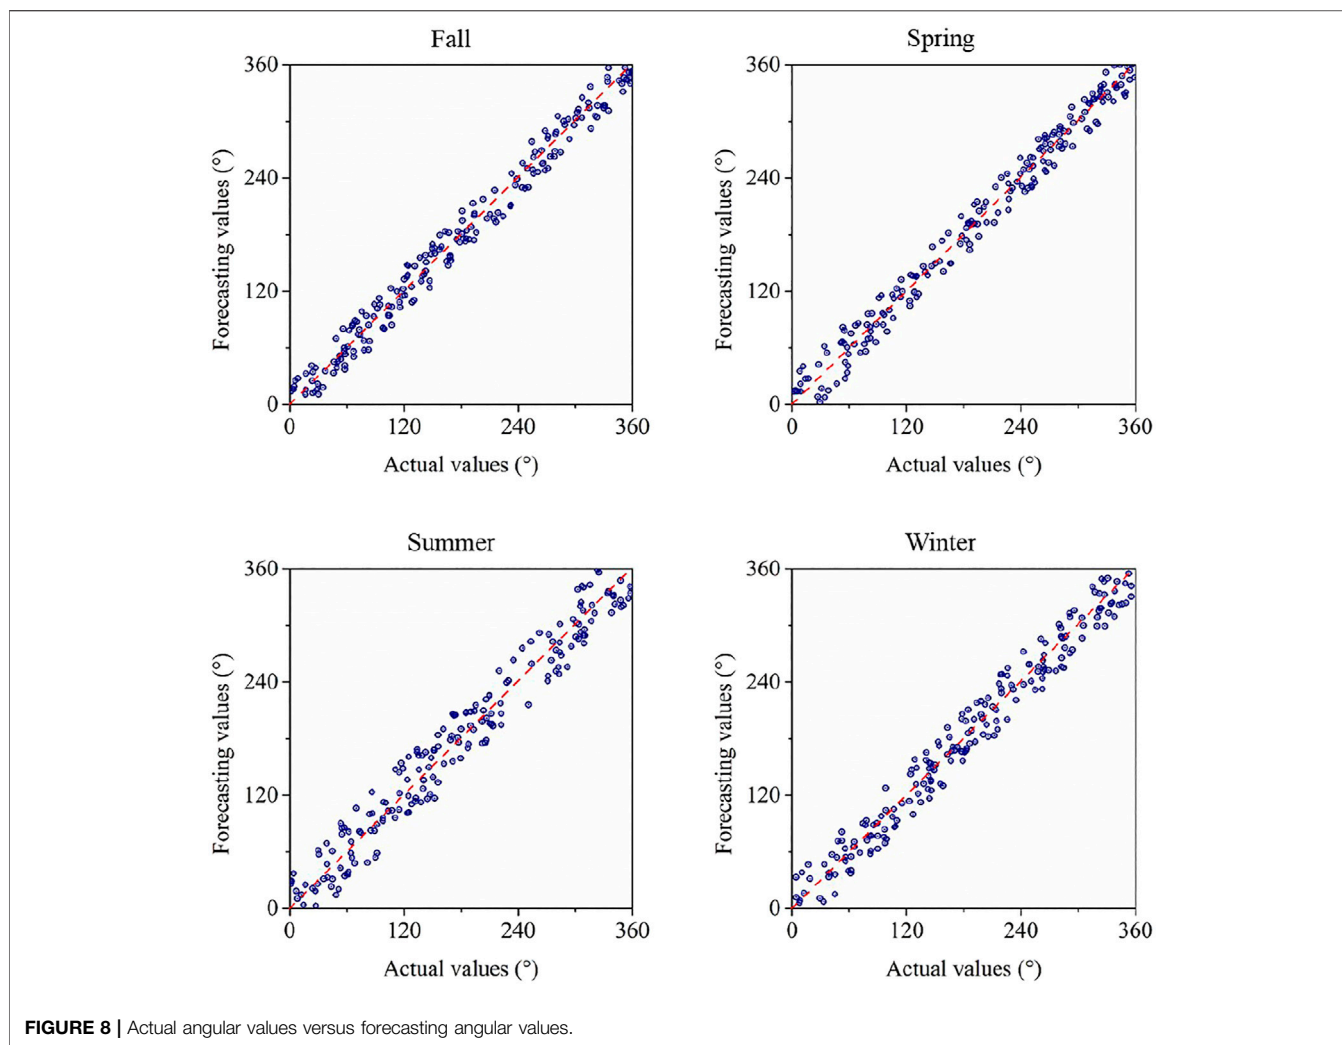 Fall
Spring
360
240
120
0
Forecasting values (°)
0 120 240 360
Actual values (°)
360
240
120
0
Forecasting values (°)
0 120 240 360
Actual values (°)
Summer
Winter
360
240
120
0
Forecasting values (°)
0 120 240 360
Actual values (°)
360
240
120
0
Forecasting values (°)
0 120 240 360
Actual values (°)
FIGURE 8 | Actual angular values versus forecasting angular values.